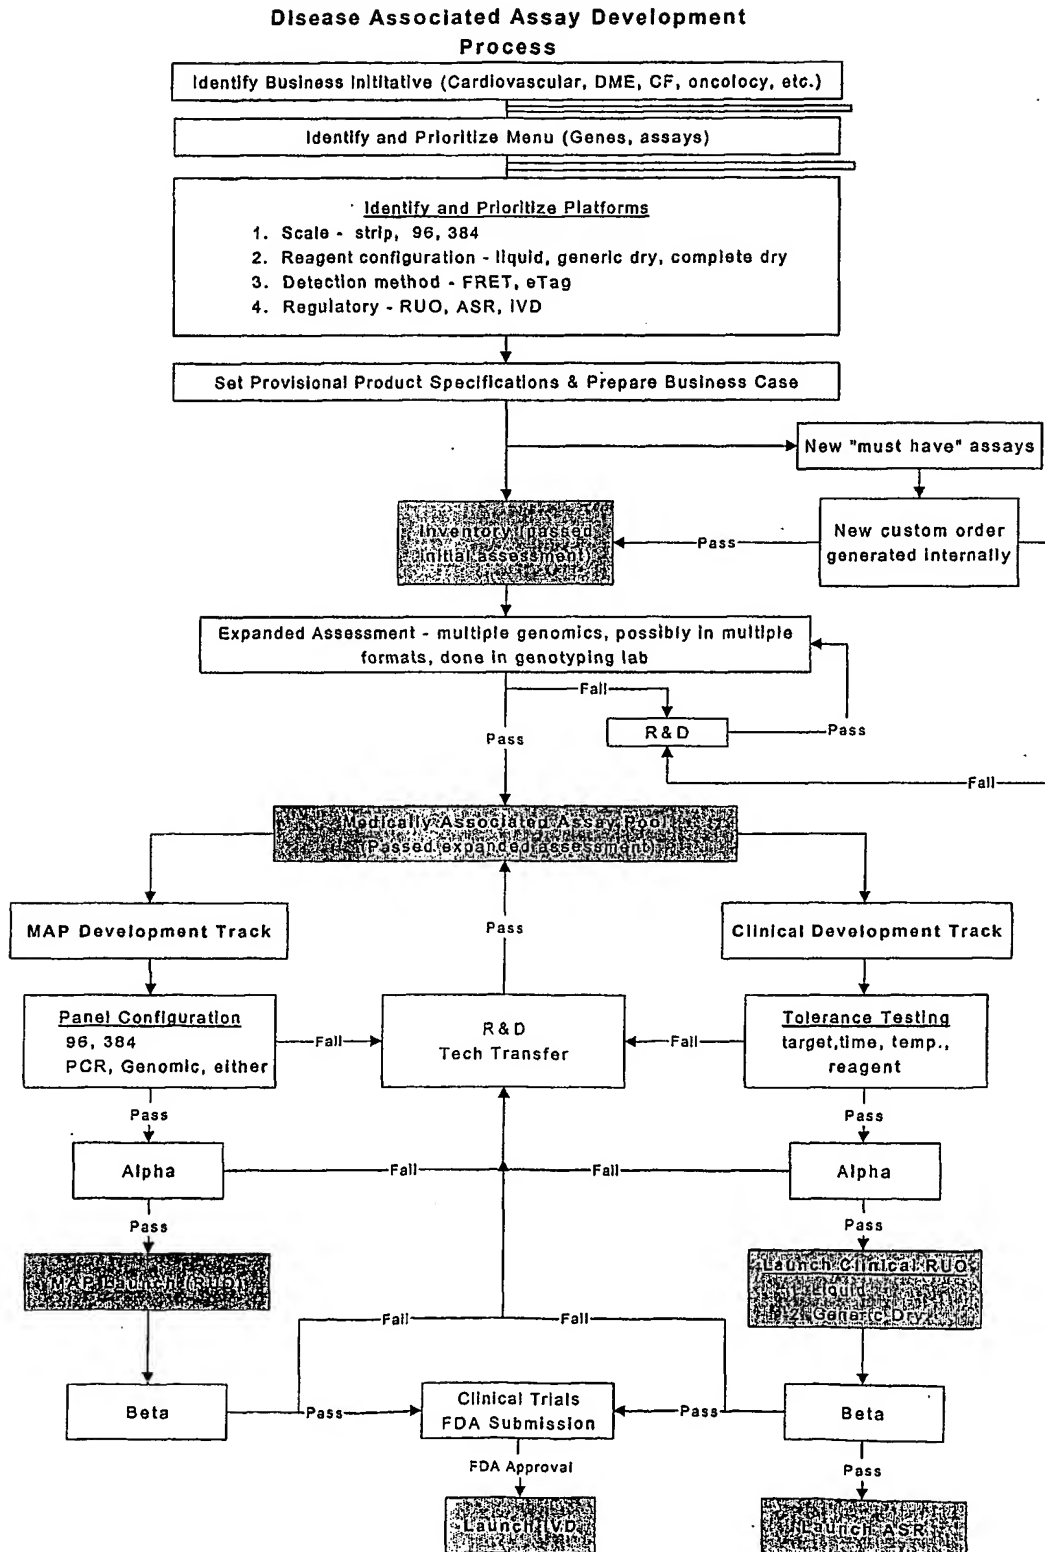 Disease Associated Assay Development
Process
Identify Business Inititative (Cardiovascular, DME, CF, oncolocy, etc.)
Identify and Prioritize Menu (Genes, assays)
Identify and Prioritize Platforms
1. Scale - strip, 96, 384
2. Reagent configuration - liquid, generic dry, complete dry
3. Detection method - FRET, eTag
4. Regulatory - RUO, ASR, IVD
Set Provisional Product Specifications & Prepare Business Case
New "must have" assays
Inventory (passed
initial assessment)
Pass
New custom order
generated internally
Expanded Assessment - multiple genomics, possibly in multiple
formats, done in genotyping lab
Fail
Pass
R&D
Pass
Fail
Medically Associated Assay Pool
(Passed expanded assessment)
MAP Development Track
Pass
Clinical Development Track
Panel Configuration
96, 384
PCR, Genomic, either
Fail
R&D
Tech Transfer
Fail
Tolerance Testing
target,time, temp.,
reagent
Pass
Pass
Alpha
Fail
Fail
Alpha
Pass
Pass
MAP Launch (RUO)
Launch Clinical RUO
Liquid
2. Generic Dry
Fail
Fail
Beta
Pass
Clinical Trials
FDA Submission
Pass
Beta
FDA Approval
Pass
Launch IVD
Launch ASR